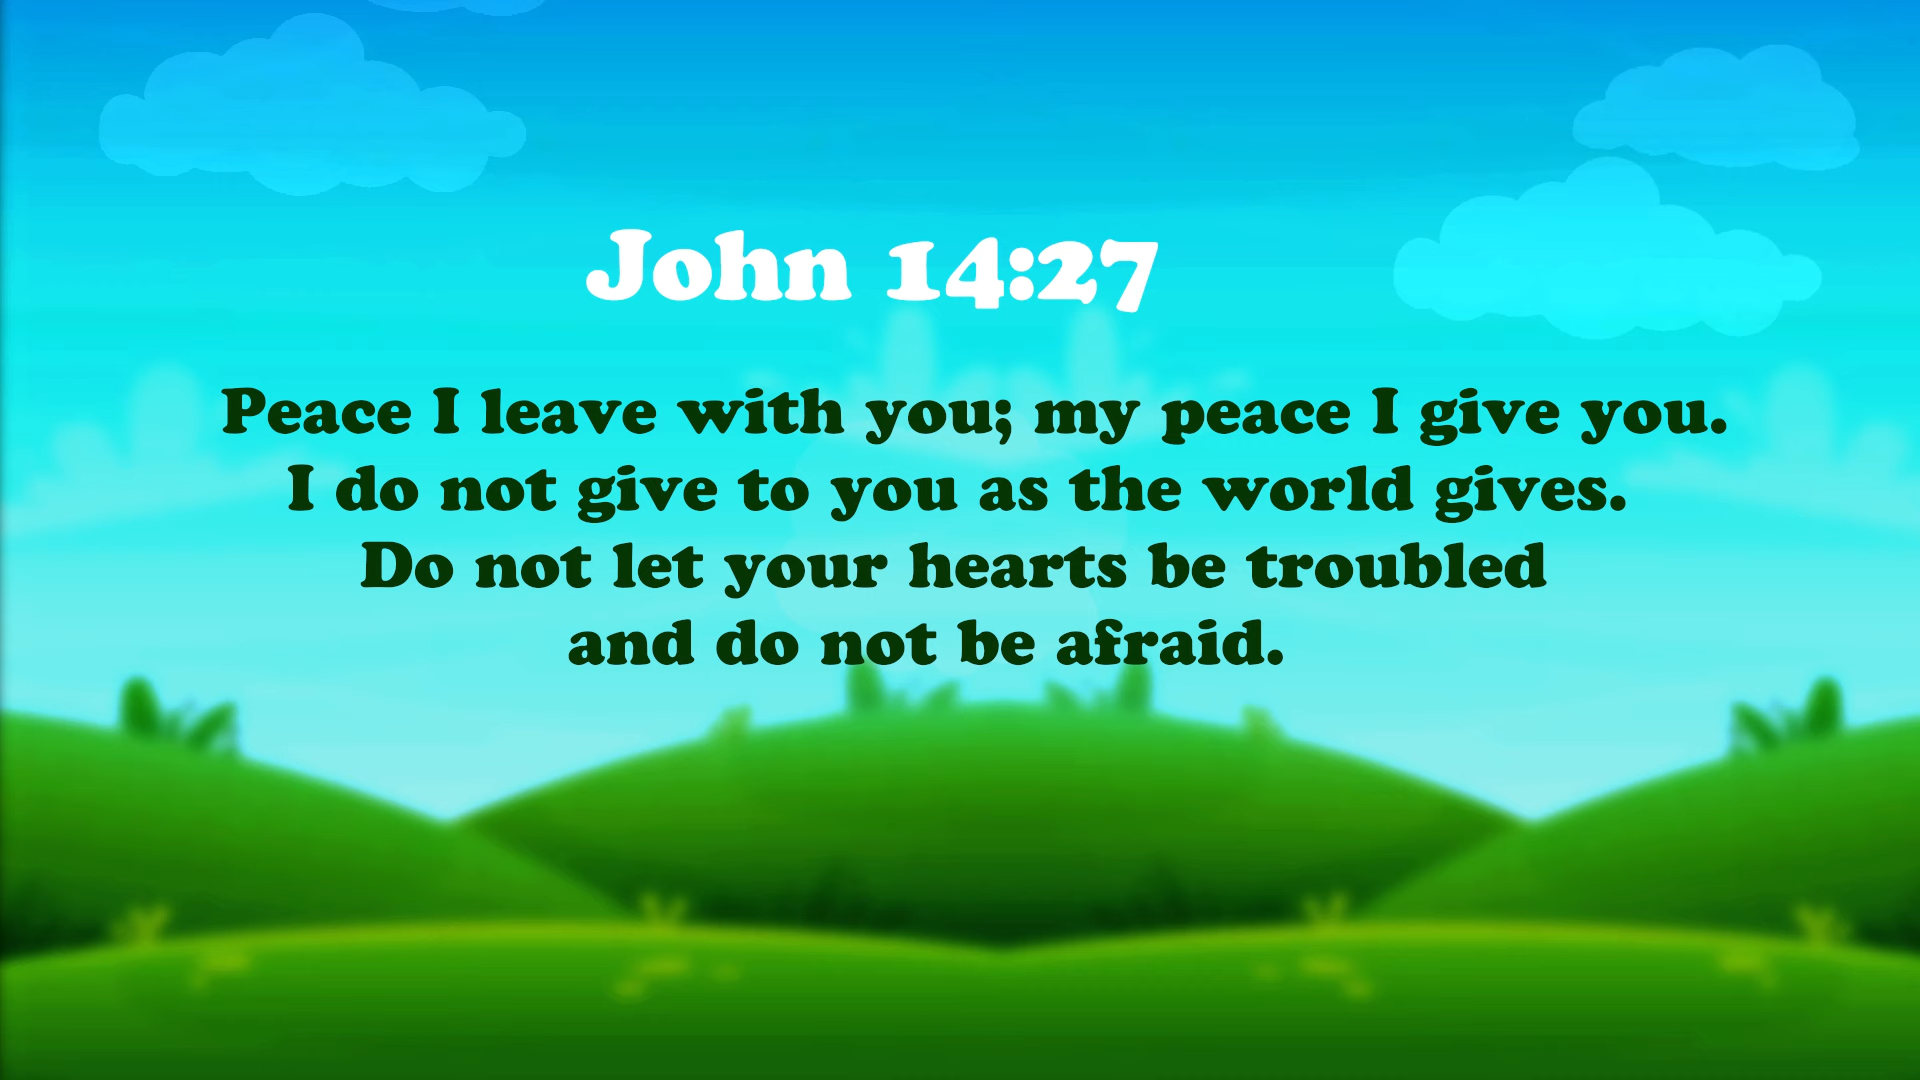 John 14:27
Peace I leave with you; my peace I give you.
I do not give to you as the world gives.
Do not let your hearts be troubled
and do not be afraid.